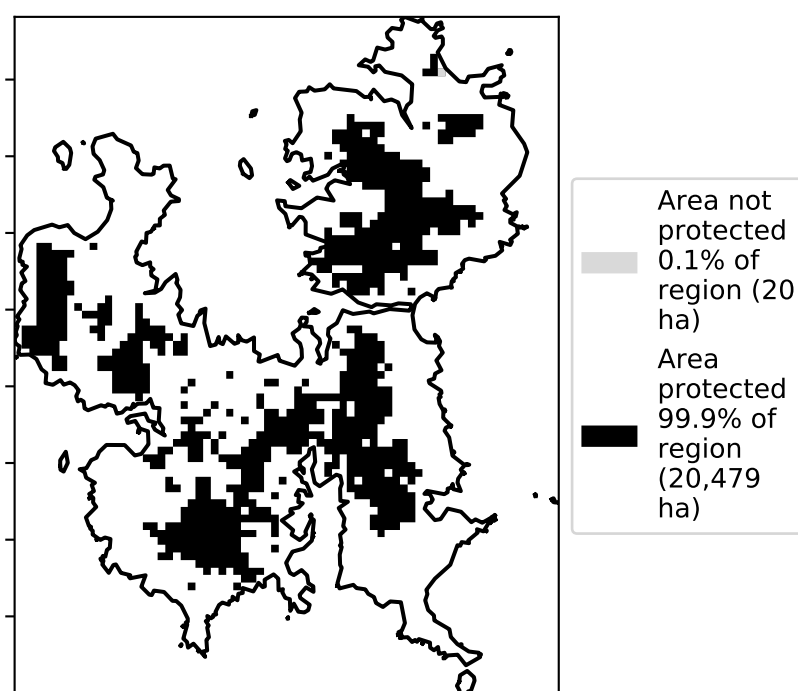 Area not
protected
0.1% of
region (20
ha)
Area
protected
99.9% of
region
(20,479
ha)